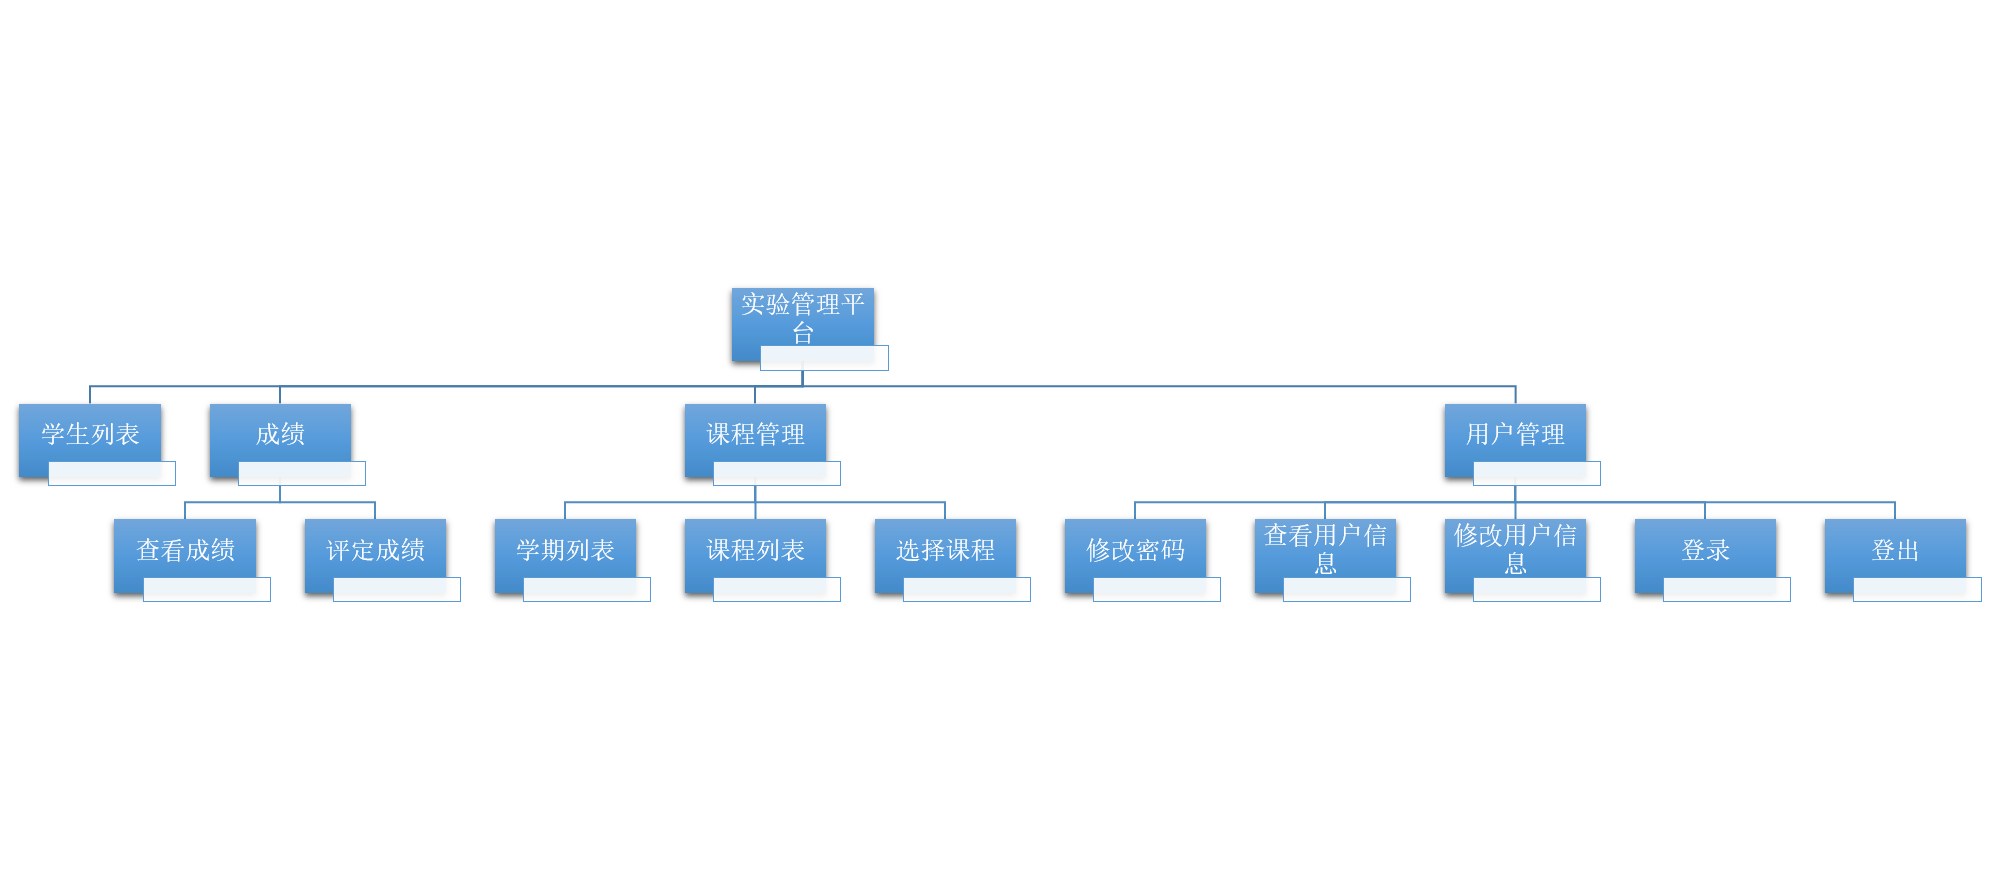 实验管理平
台
学生列表
成绩
课程管理
用户管理
查看成绩
评定成绩
学期列表
课程列表
选择课程
修改密码
查看用户信
息
修改用户信
息
登录
登出